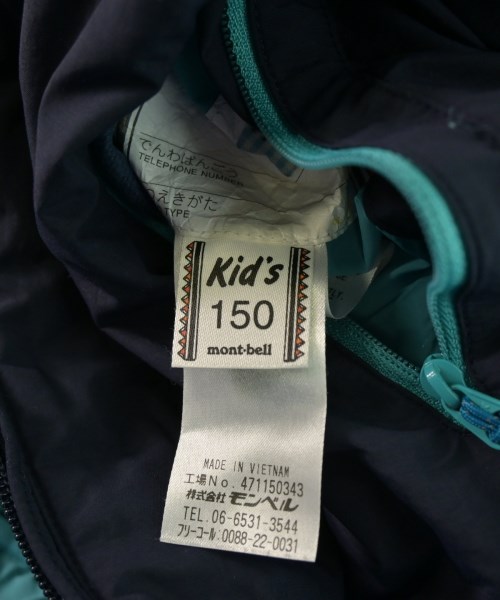 でんわばんごう
TELEPHONE NUMBER
えきがた
TYPE
Kid's
150
mont-bell
MADE IN VIETNAM
工場No. 471150343
株式会社 モンベル
TEL. 06-6531-3544
フリーコール: 0088-22-0031